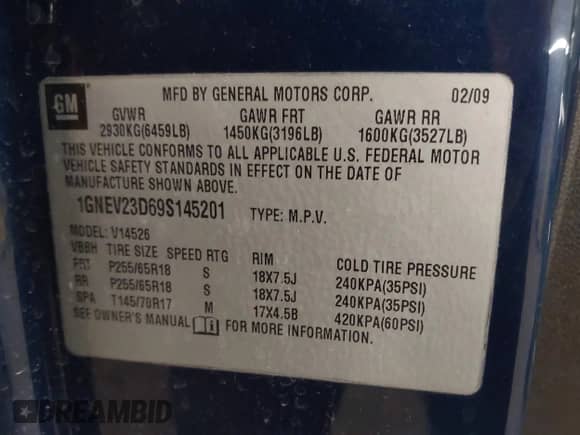 GM
MFD BY GENERAL MOTORS CORP. 02/09
GVWR GAWR FRT GAWR RR
2930KG(6459LB) 1450KG(3196LB) 1600KG(3527LB)
THIS VEHICLE CONFORMS TO ALL APPLICABLE U.S. FEDERAL MOTOR
VEHICLE SAFETY STANDARDS IN EFFECT ON THE DATE OF
MANUFACTURE SHOWN ABOVE.
1GNEV23D69S145201 TYPE: M.P.V.
MODEL: V14526
VBBH TIRE SIZE SPEED RTG RIM COLD TIRE PRESSURE
FRT P255/65R18 S 18X7.5J 240KPA(35PSI)
RR P255/65R18 S 18X7.5J 240KPA(35PSI)
SPA T145/70R17 M 17X4.5B 420KPA(60PSI)
SEE OWNER'S MANUAL FOR MORE INFORMATION.
DREAMBID